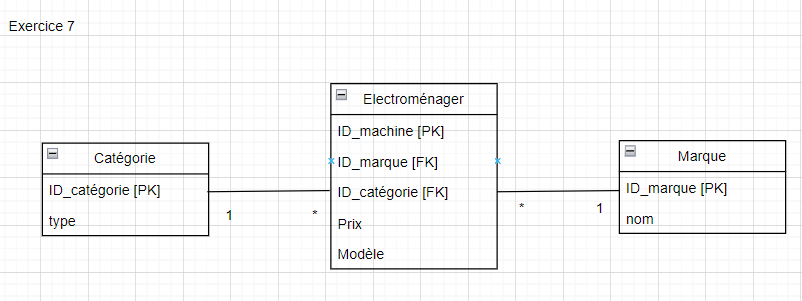 Exercice 7
Catégorie
ID_catégorie [PK]
type
1
*
Electroménager
ID_machine [PK]
ID_marque [FK]
ID_catégorie [FK]
Prix
Modèle
*
1
Marque
ID_marque [PK]
nom